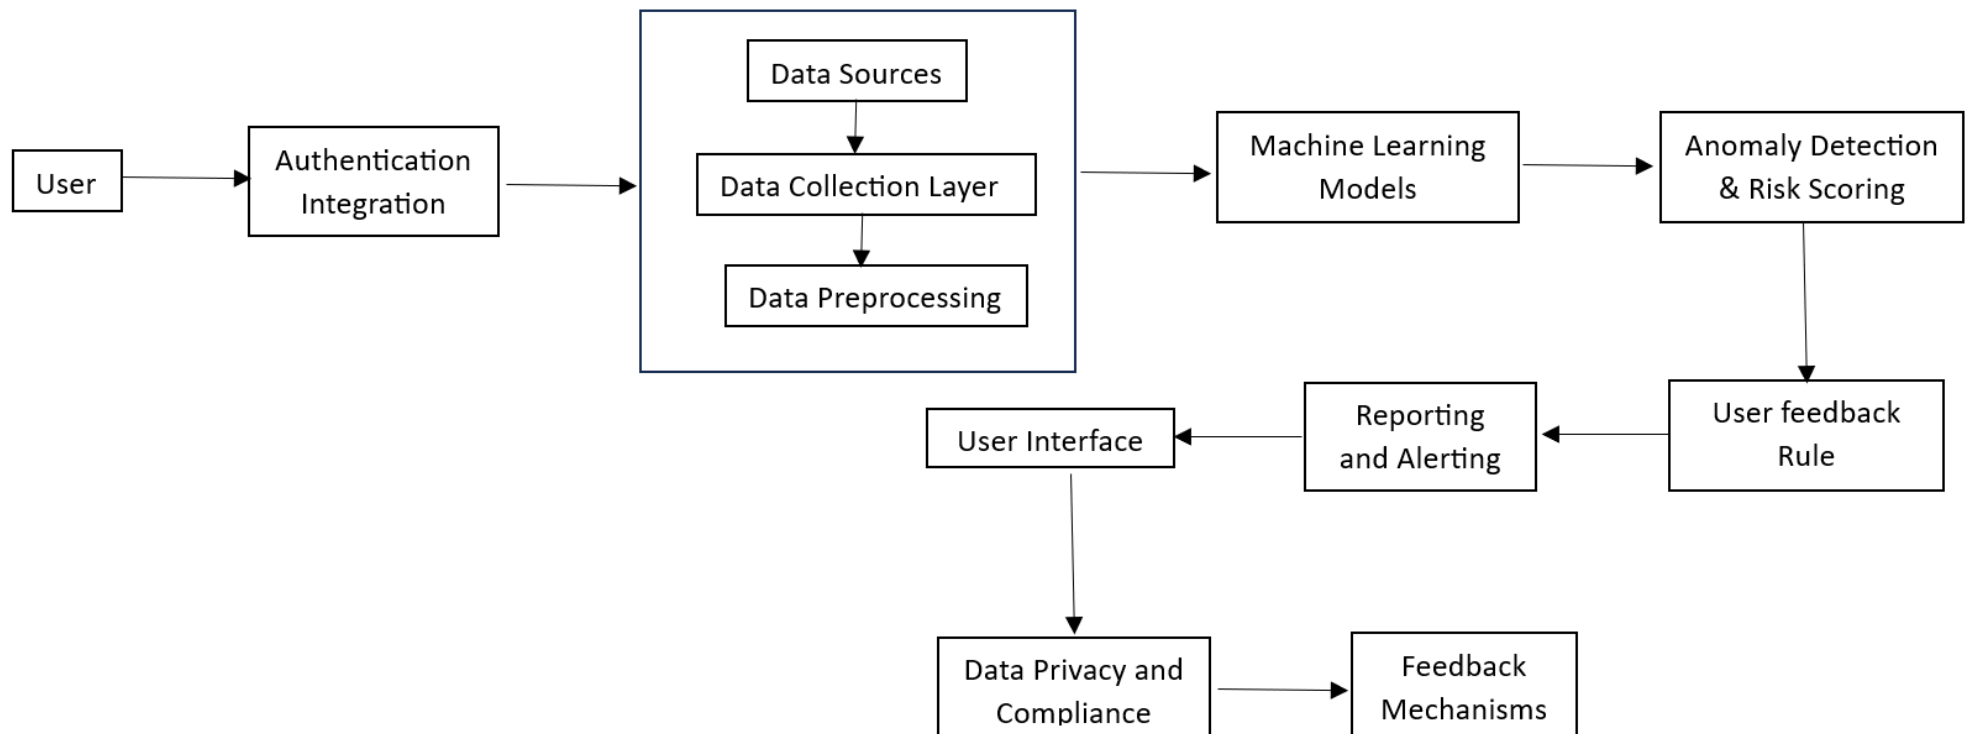 User
Authentication
Integration
Data Sources
Data Collection Layer
Data Preprocessing
Machine Learning
Models
Anomaly Detection
& Risk Scoring
User feedback
Rule
Reporting
and Alerting
User Interface
Data Privacy and
Compliance
Feedback
Mechanisms